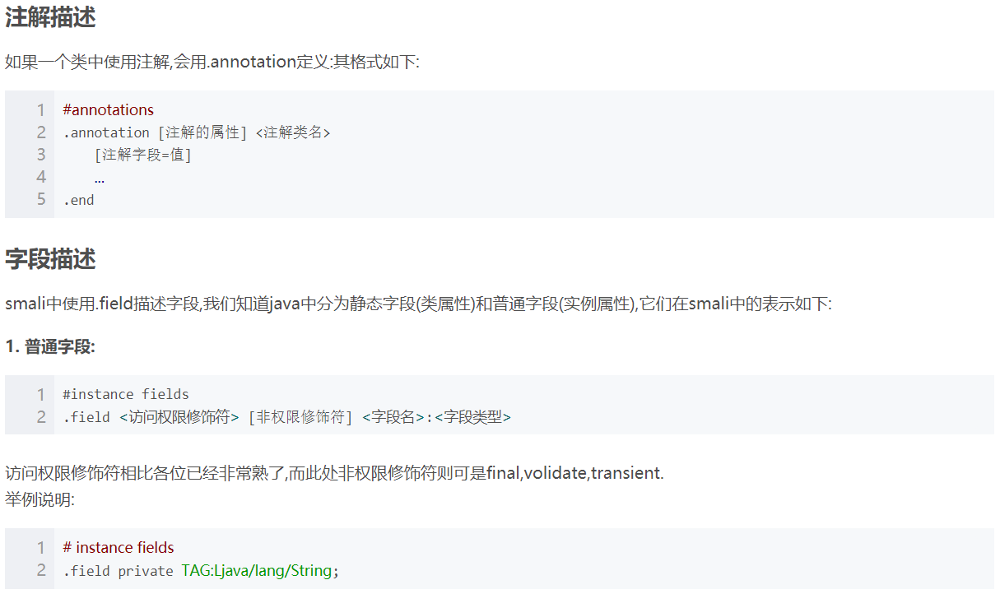 注解描述
如果一个类中使用注解,会用.annotation定义:其格式如下:
1 #annotations
2 .annotation [注解的属性] <注解类名>
3     [注解字段=值]
4     ...
5 .end
字段描述
smali中使用.field描述字段,我们知道java中分为静态字段(类属性)和普通字段(实例属性),它们在smali中的表示如下:
1. 普通字段:
1 #instance fields
2 .field <访问权限修饰符> [非权限修饰符] <字段名>:<字段类型>
访问权限修饰符相比各位已经非常熟了,而此处非权限修饰符则可是final,volidate,transient.
举例说明:
1 # instance fields
2 .field private TAG:Ljava/lang/String;